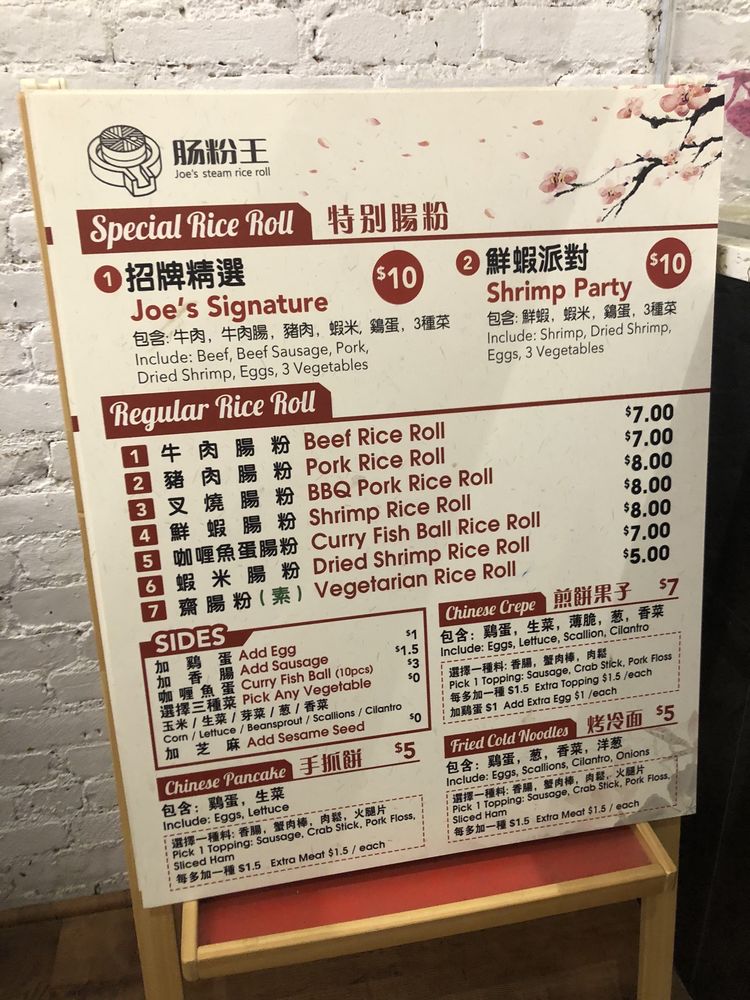 肠粉王
Joe's steam rice roll
Special Rice Roll 特别腸粉
1 招牌精選 $10
Joe's Signature
包含: 牛肉, 牛肉腸, 豬肉, 蝦米, 鷄蛋, 3種菜
Include: Beef, Beef Sausage, Pork,
Dried Shrimp, Eggs, 3 Vegetables
2 鮮蝦派對 $10
Shrimp Party
包含: 鮮蝦, 蝦米, 鷄蛋, 3種菜
Include: Shrimp, Dried Shrimp,
Eggs, 3 Vegetables
Regular Rice Roll
1 牛肉腸粉 Beef Rice Roll $7.00
2 豬肉腸粉 Pork Rice Roll $7.00
3 叉燒腸粉 BBQ Pork Rice Roll $8.00
4 鮮蝦腸粉 Shrimp Rice Roll $8.00
5 咖喱魚蛋腸粉 Curry Fish Ball Rice Roll $8.00
6 蝦米腸粉 Dried Shrimp Rice Roll $7.00
7 齋腸粉(素) Vegetarian Rice Roll $5.00
SIDES
加鷄蛋 Add Egg $1
加香腸 Add Sausage $1.5
咖喱魚蛋 Curry Fish Ball (10pcs) $3
選擇三種菜 Pick Any Vegetable $0
玉米 / 生菜 / 芽菜 / 葱 / 香菜
Corn / Lettuce / Beansprout / Scallions / Cilantro
加芝麻 Add Sesame Seed $0
Chinese Crepe 煎餅果子 $7
包含: 鷄蛋, 生菜, 薄脆, 葱, 香菜
Include: Eggs, Lettuce, Scallion, Cilantro
選擇一種料: 香腸, 蟹肉棒, 肉鬆
Pick 1 Topping: Sausage, Crab Stick, Pork Floss
每多加一種 $1.5 Extra Topping $1.5 /each
加鷄蛋 $1 Add Extra Egg $1 /each
Chinese Pancake 手抓餅 $5
包含: 鷄蛋, 生菜
Include: Eggs, Lettuce
選擇一種料: 香腸, 蟹肉棒, 肉鬆, 火腿片
Pick 1 Topping: Sausage, Crab Stick, Pork Floss,
Sliced Ham
每多加一種 $1.5 Extra Meat $1.5 / each
Fried Cold Noodles 烤冷面 $5
包含: 鷄蛋, 葱, 香菜, 洋葱
Include: Eggs, Scallions, Cilantro, Onions
選擇一種料: 香腸, 蟹肉棒, 肉鬆, 火腿片
Pick 1 Topping: Sausage, Crab Stick, Pork Floss,
Sliced Ham
每多加一種 $1.5 Extra Meat $1.5 / each